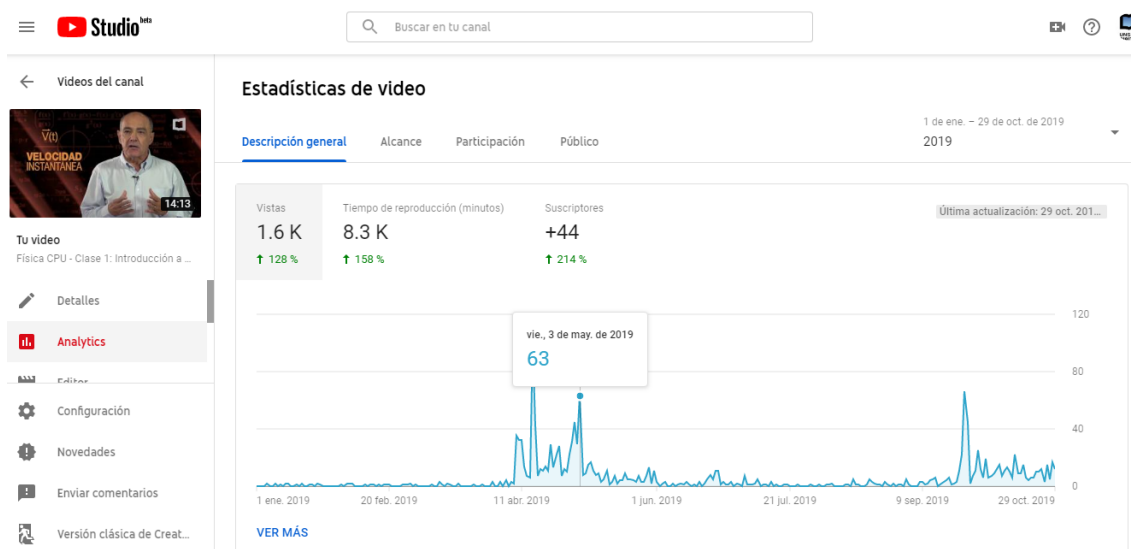 Studio beta
Buscar en tu canal
Videos del canal
V(t)
VELOCIDAD
INSTANTÁNEA
14:13
Tu video
Física CPU - Clase 1: Introducción a ...
Detalles
Analytics
Editor
Configuración
Novedades
Enviar comentarios
Versión clásica de Creat...
Estadísticas de video
Descripción general
Alcance
Participación
Público
1 de ene. – 29 de oct. de 2019
2019
Vistas
1.6 K
128 %
Tiempo de reproducción (minutos)
8.3 K
158 %
Suscriptores
+44
214 %
Última actualización: 29 oct. 201...
vie., 3 de may. de 2019
63
120
80
40
0
1 ene. 2019
20 feb. 2019
11 abr. 2019
1 jun. 2019
21 jul. 2019
9 sep. 2019
29 oct. 2019
VER MÁS